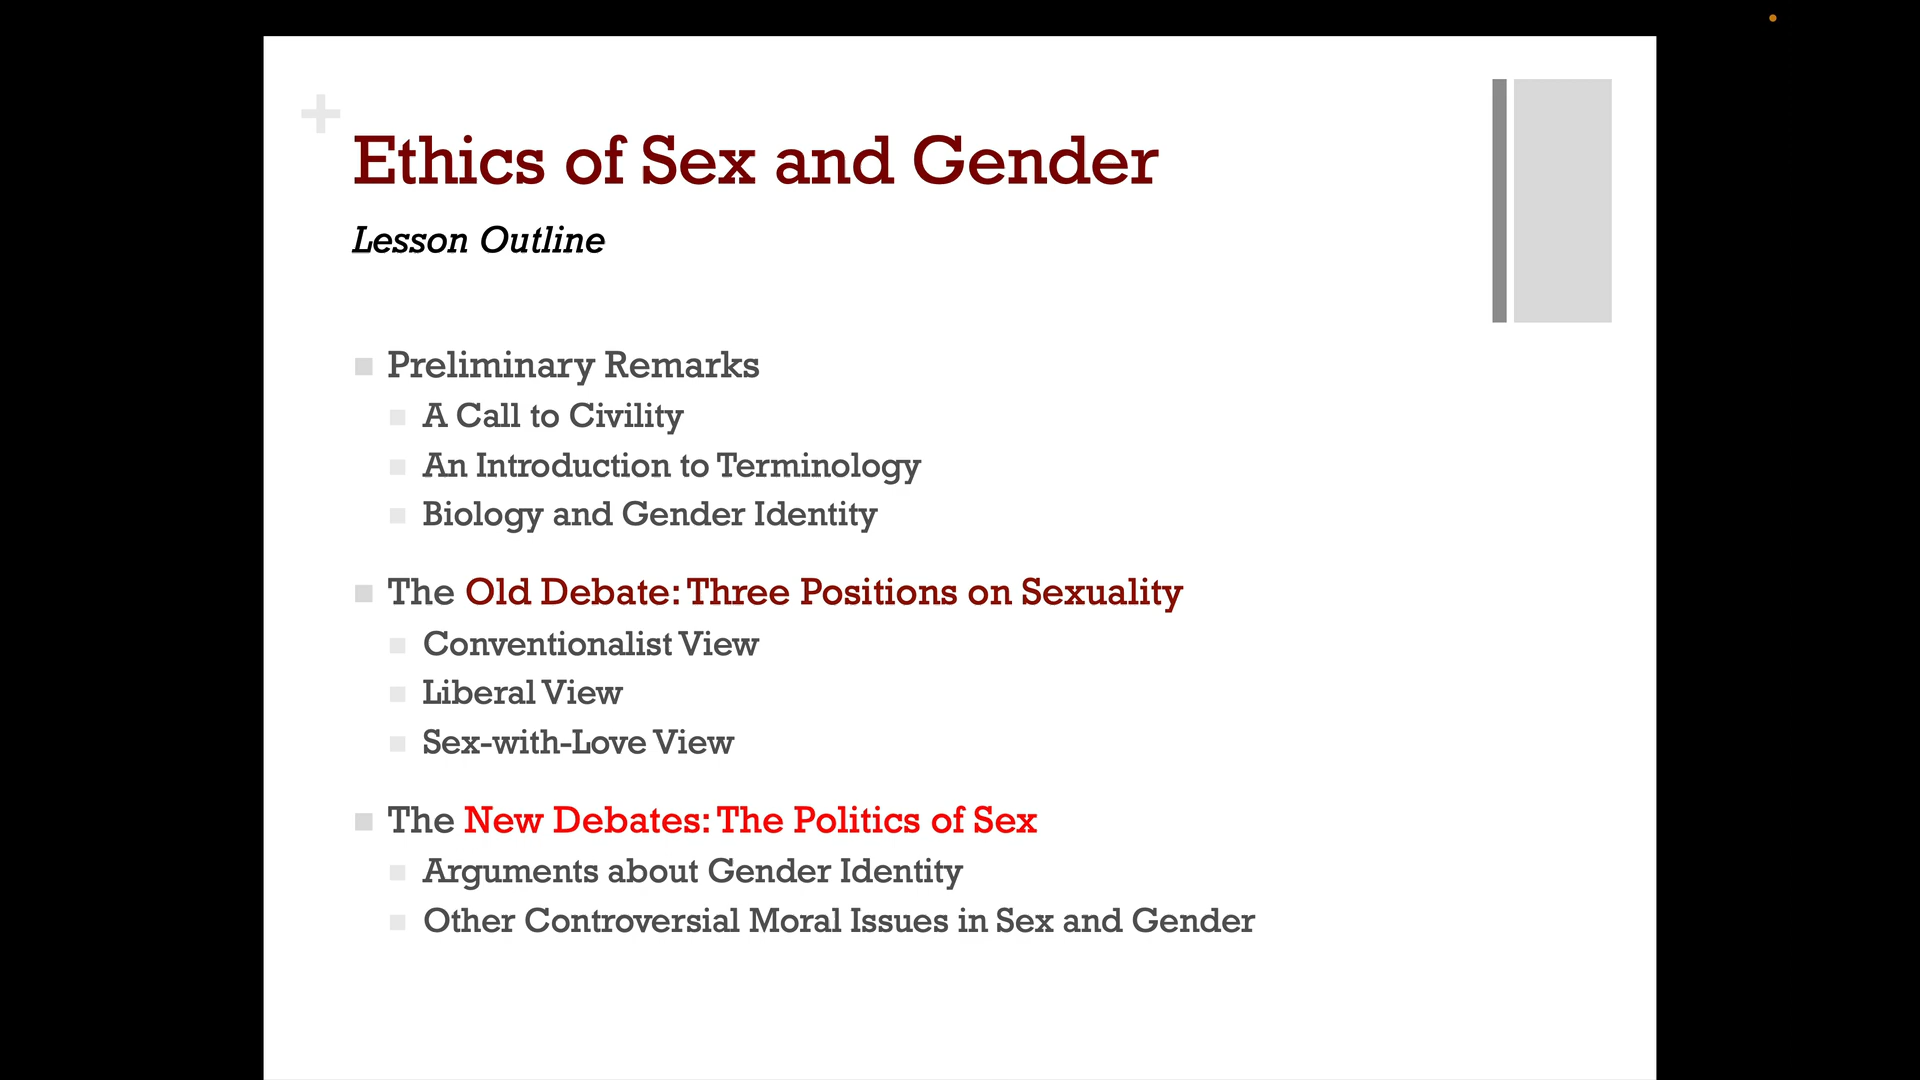 Ethics of Sex and Gender
Lesson Outline
Preliminary Remarks
A Call to Civility
An Introduction to Terminology
Biology and Gender Identity
The Old Debate: Three Positions on Sexuality
Conventionalist View
Liberal View
Sex-with-Love View
The New Debates: The Politics of Sex
Arguments about Gender Identity
Other Controversial Moral Issues in Sex and Gender